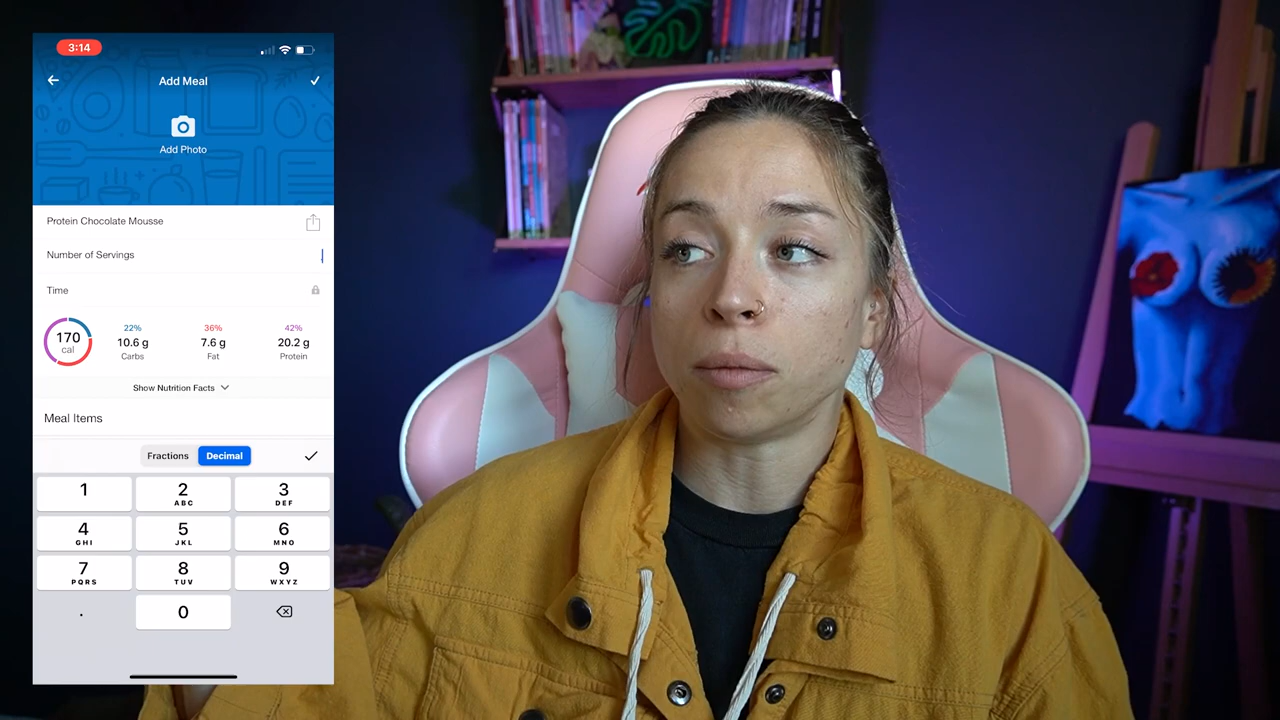 3:14
Add Meal
Add Photo
Protein Chocolate Mousse
Number of Servings
Time
170 cal
22% 36% 42%
10.6 g 7.6 g 20.2 g
Carbs Fat Protein
Show Nutrition Facts
Meal Items
Fractions Decimal
1 2 3
ABC DEF
4 5 6
GHI JKL MNO
7 8 9
PQRS TUV WXYZ
. 0